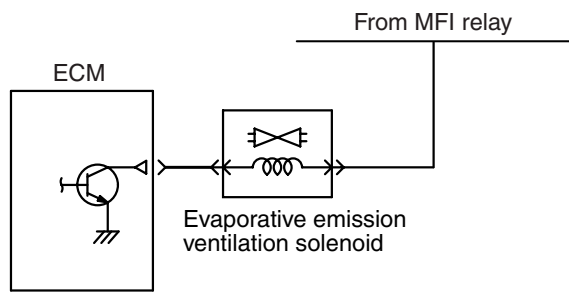 From MFI relay
ECM
Evaporative emission
ventilation solenoid